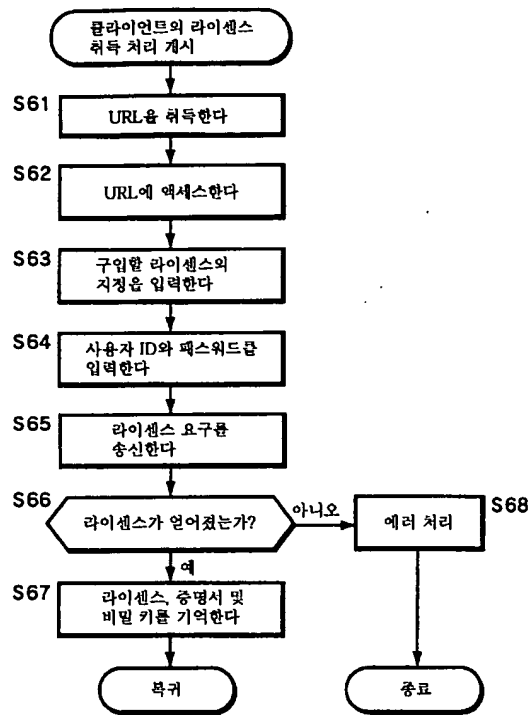 클라이언트의 라이센스
취득 처리 개시
S61
URL을 취득한다
S62
URL에 액세스한다
S63
구입할 라이센스의
지정을 입력한다
S64
사용자 ID와 패스워드를
입력한다
S65
라이센스 요구를
송신한다
S66
라이센스가 얻어졌는가?
아니오
에러 처리
S68
예
S67
라이센스, 증명서 및
비밀 키를 기억한다
복귀
종료